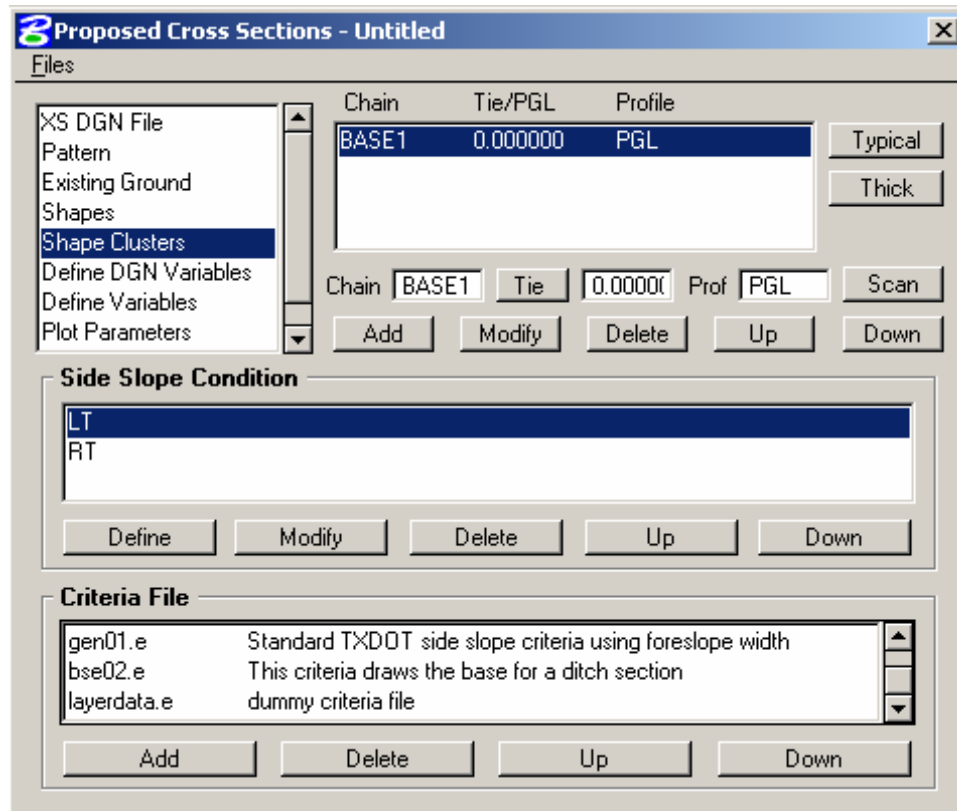 Proposed Cross Sections - Untitled
Files
XS DGN File
Pattern
Existing Ground
Shapes
Shape Clusters
Define DGN Variables
Define Variables
Plot Parameters
Chain Tie/PGL Profile
BASE1 0.000000 PGL
Typical
Thick
Chain BASE1 Tie 0.0000( Prof PGL Scan
Add Modify Delete Up Down
Side Slope Condition
LT
RT
Define Modify Delete Up Down
Criteria File
gen01.e Standard TXDOT side slope criteria using foreslope width
bse02.e This criteria draws the base for a ditch section
layerdata.e dummy criteria file
Add Delete Up Down